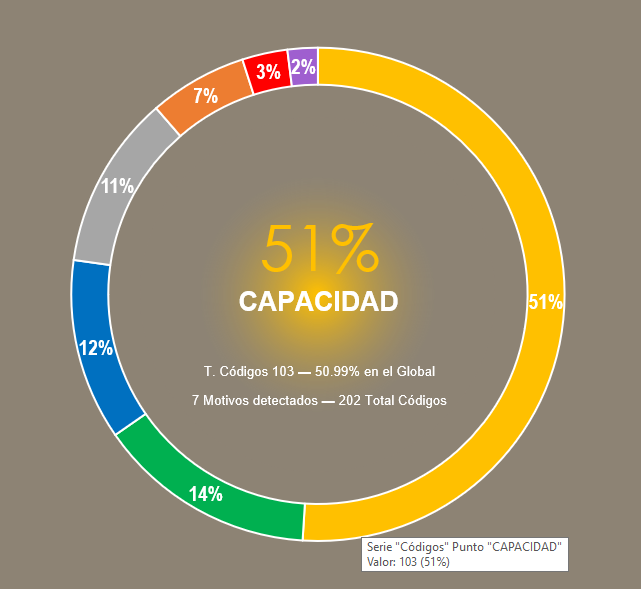 2%
3%
7%
11%
51%
CAPACIDAD
51%
12%
T. Códigos 103 — 50.99% en el Global
7 Motivos detectados — 202 Total Códigos
14%
Serie "Códigos" Punto "CAPACIDAD"
Valor: 103 (51%)